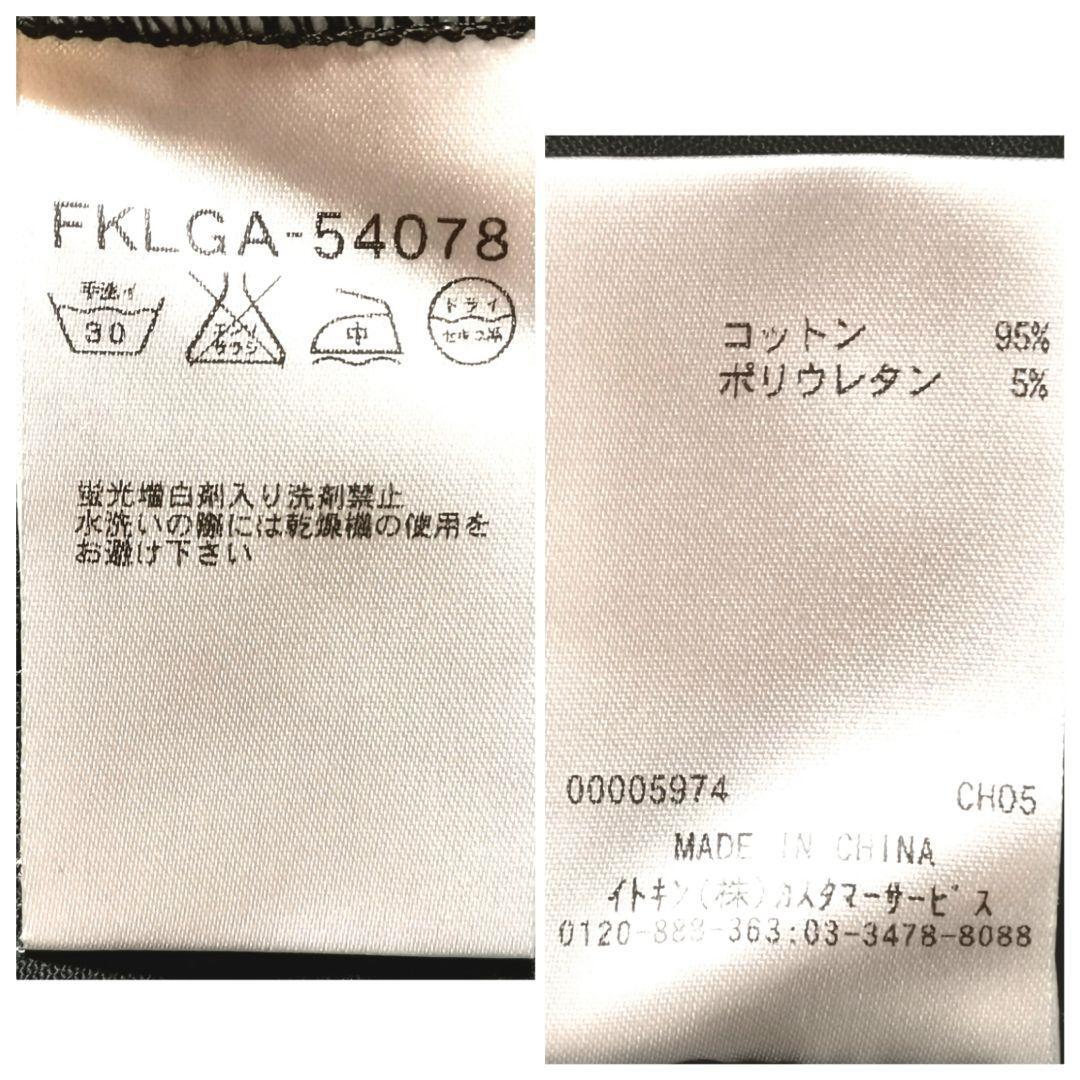 FKLGA-54078
手洗イ
30
エンソ
サラシ
中
ドライ
セキユ系
蛍光増白剤入り洗剤禁止
水洗いの際には乾燥機の使用を
お避け下さい
コットン 95%
ポリウレタン 5%
00005974 CH05
MADE IN CHINA
イトキン(株)カスタマーサービス
0120-883-363:03-3478-8088